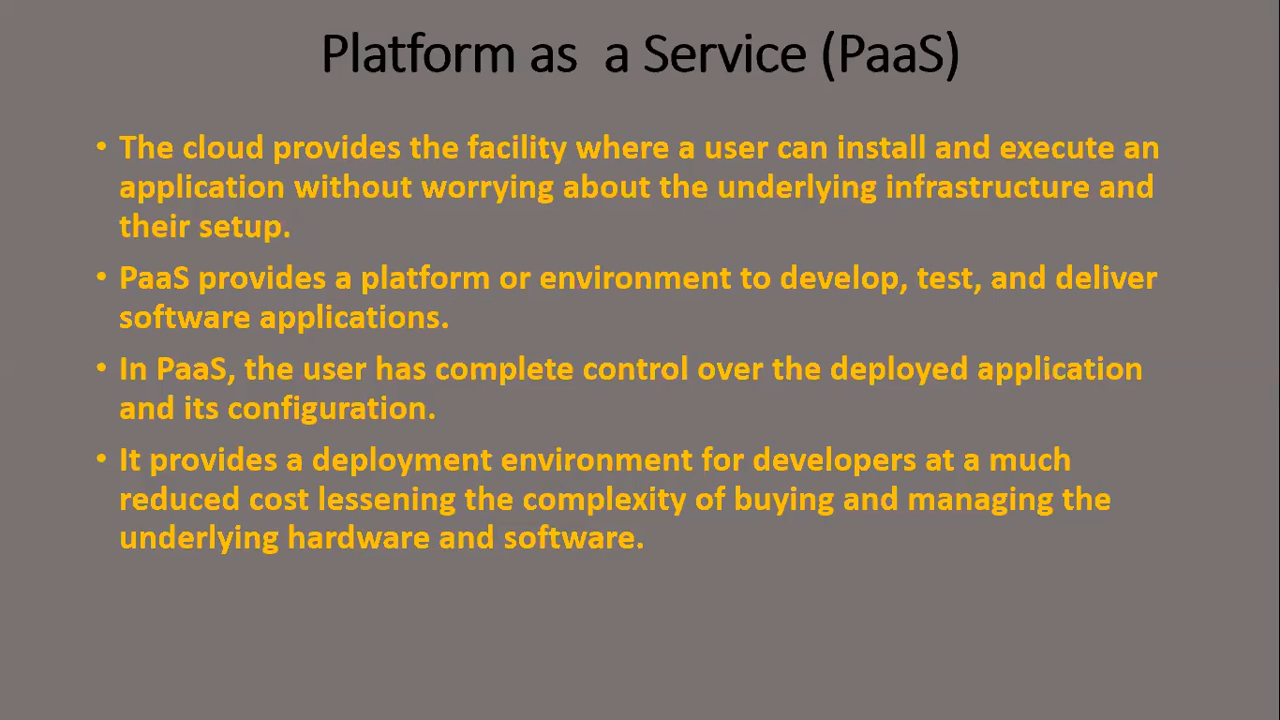 Platform as  a Service (PaaS)
• The cloud provides the facility where a user can install and execute an
application without worrying about the underlying infrastructure and
their setup.
• PaaS provides a platform or environment to develop, test, and deliver
software applications.
• In PaaS, the user has complete control over the deployed application
and its configuration.
• It provides a deployment environment for developers at a much
reduced cost lessening the complexity of buying and managing the
underlying hardware and software.